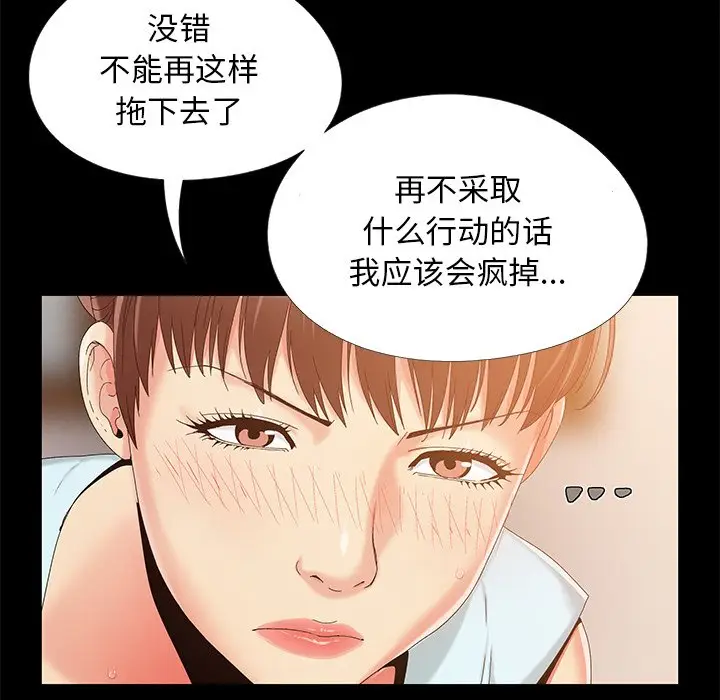 没错
不能再这样
拖下去了
再不采取
什么行动的话
我应该会疯掉...